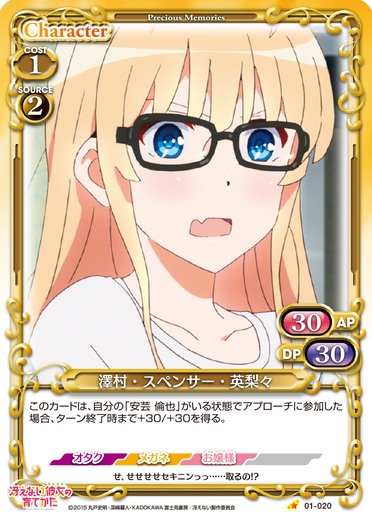 Precious Memories
Character
COST
1
SOURCE
2
30 AP
DP 30
澤村・スペンサー・英梨々
このカードは、自分の「安芸 倫也」がいる状態でアプローチに参加した
場合、ターン終了時まで+30/+30を得る。
オタク メガネ お嬢様
せ、せせせせせキニンっっ……取るの!?
冴えない彼女の
育てかた
01-020
©2015 丸戸史明・深崎暮人・KADOKAWA 富士見書房/冴えない製作委員会